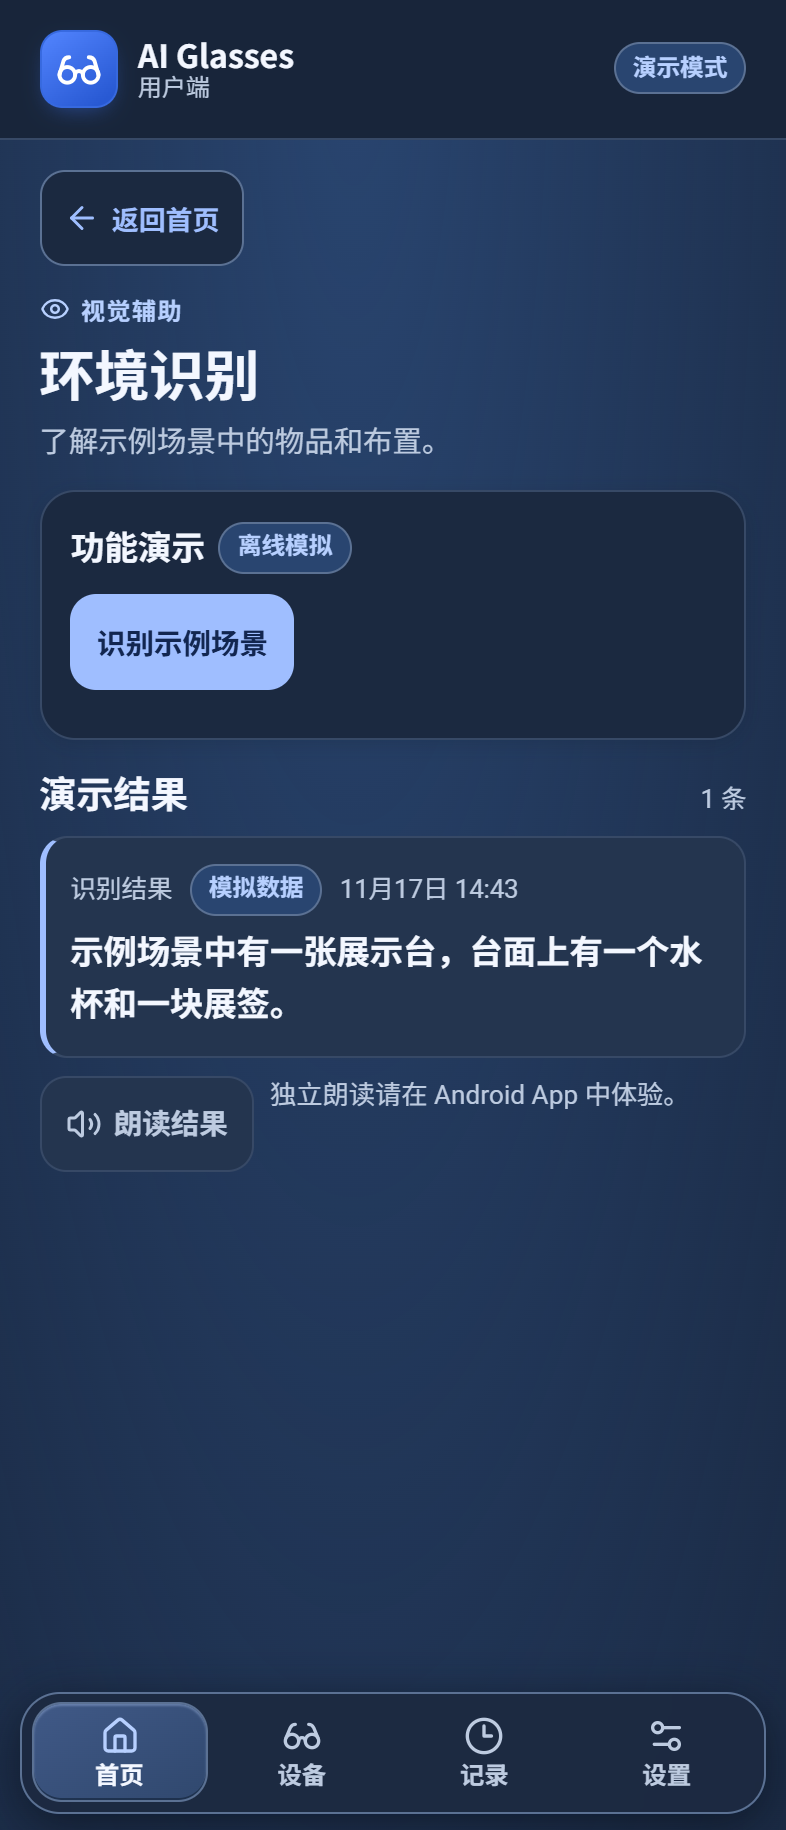 AI Glasses
用户端
演示模式
返回首页
视觉辅助
环境识别
了解示例场景中的物品和布置。
功能演示 离线模拟
识别示例场景
演示结果 1 条
识别结果 模拟数据 11月17日 14:43
示例场景中有一张展示台，台面上有一个水
杯和一块展签。
朗读结果 独立朗读请在 Android App 中体验。
首页 设备 记录 设置